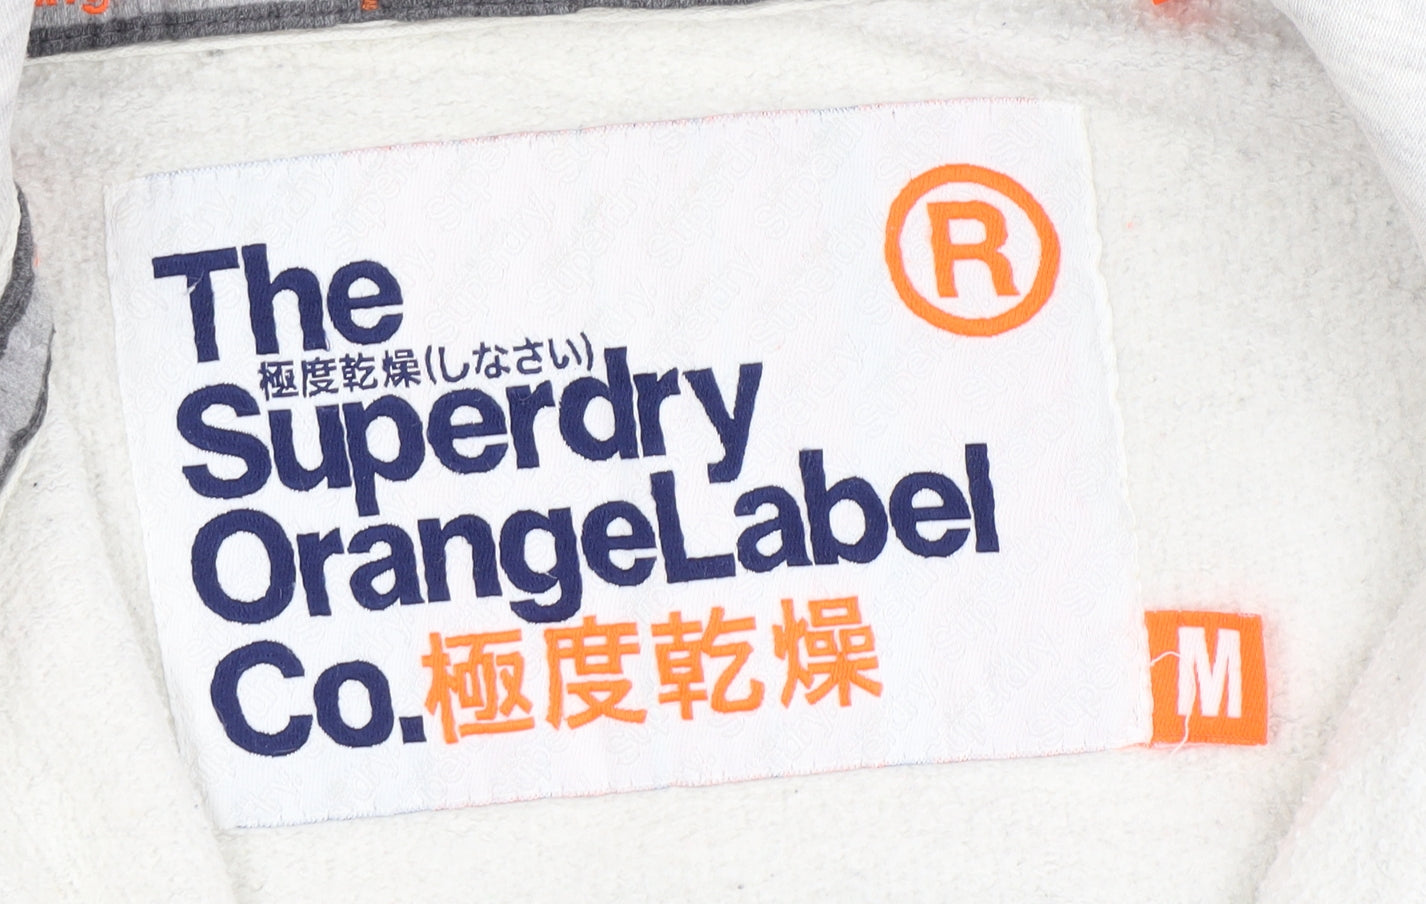 ®
The
極度乾燥(しなさい)
Superdry
OrangeLabel
Co.極度乾燥
M